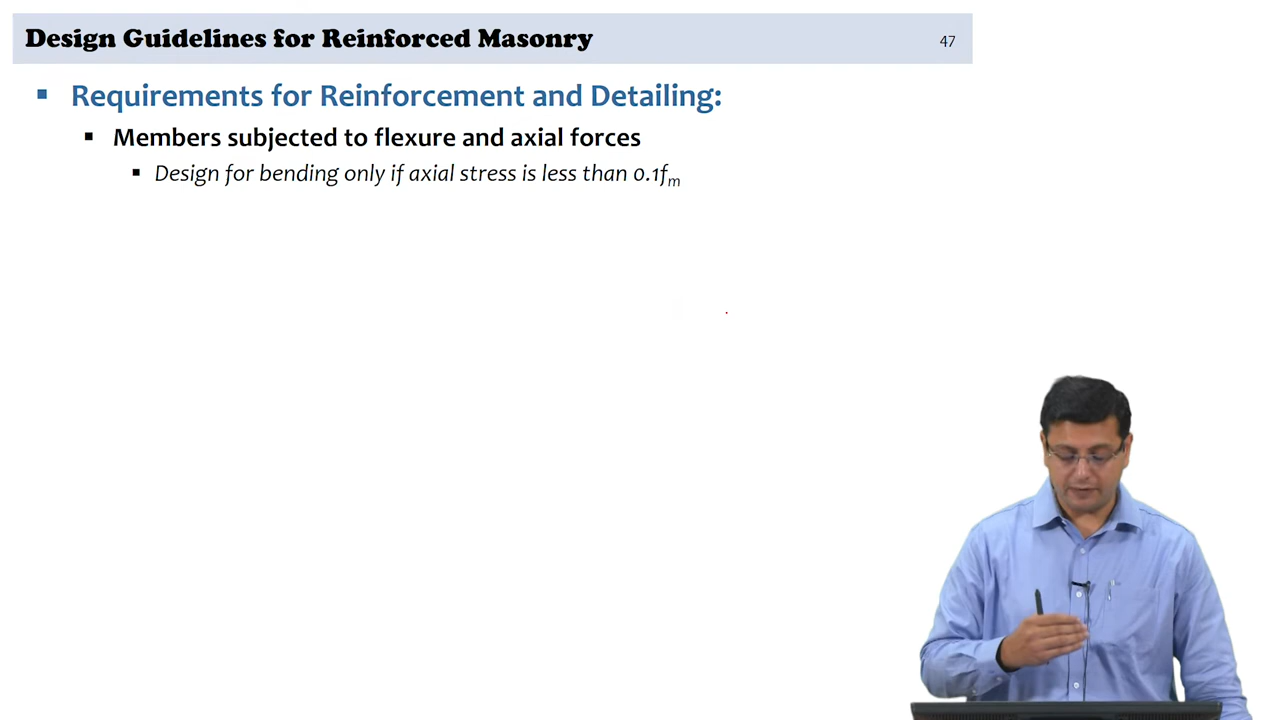 Design Guidelines for Reinforced Masonry
47
Requirements for Reinforcement and Detailing:
Members subjected to flexure and axial forces
Design for bending only if axial stress is less than 0.1fm